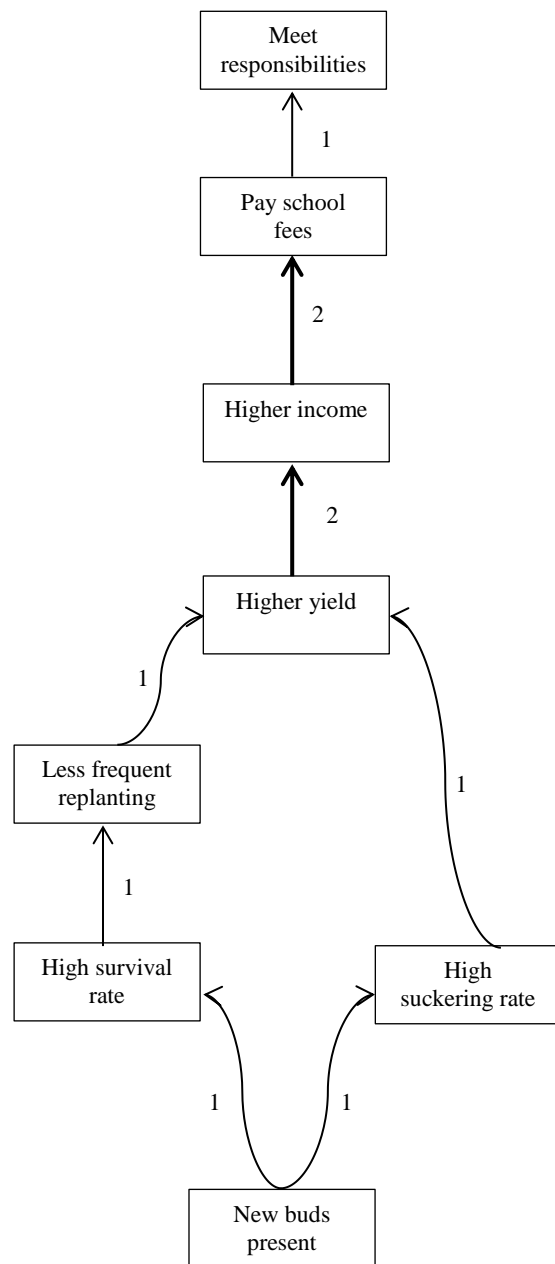 Meet
responsibilities
1
Pay school
fees
2
Higher income
2
Higher yield
1
Less frequent
replanting
1
1
High survival
rate
High
suckering rate
1
1
New buds
present